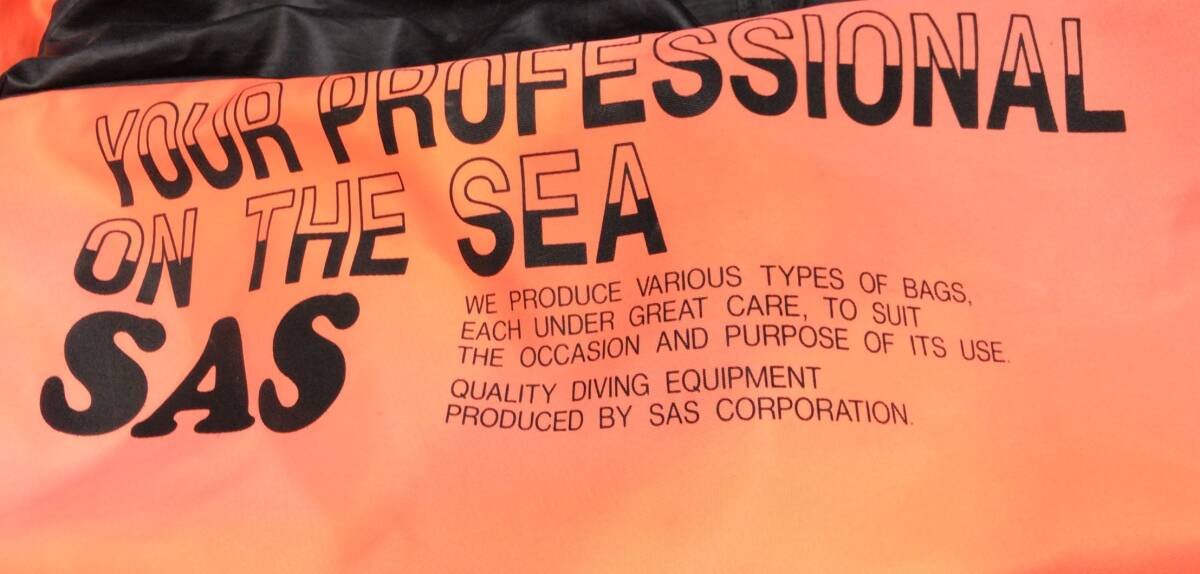 YOUR PROFESSIONAL
ON THE SEA
SAS
WE PRODUCE VARIOUS TYPES OF BAGS,
EACH UNDER GREAT CARE, TO SUIT
THE OCCASION AND PURPOSE OF ITS USE.
QUALITY DIVING EQUIPMENT
PRODUCED BY SAS CORPORATION.